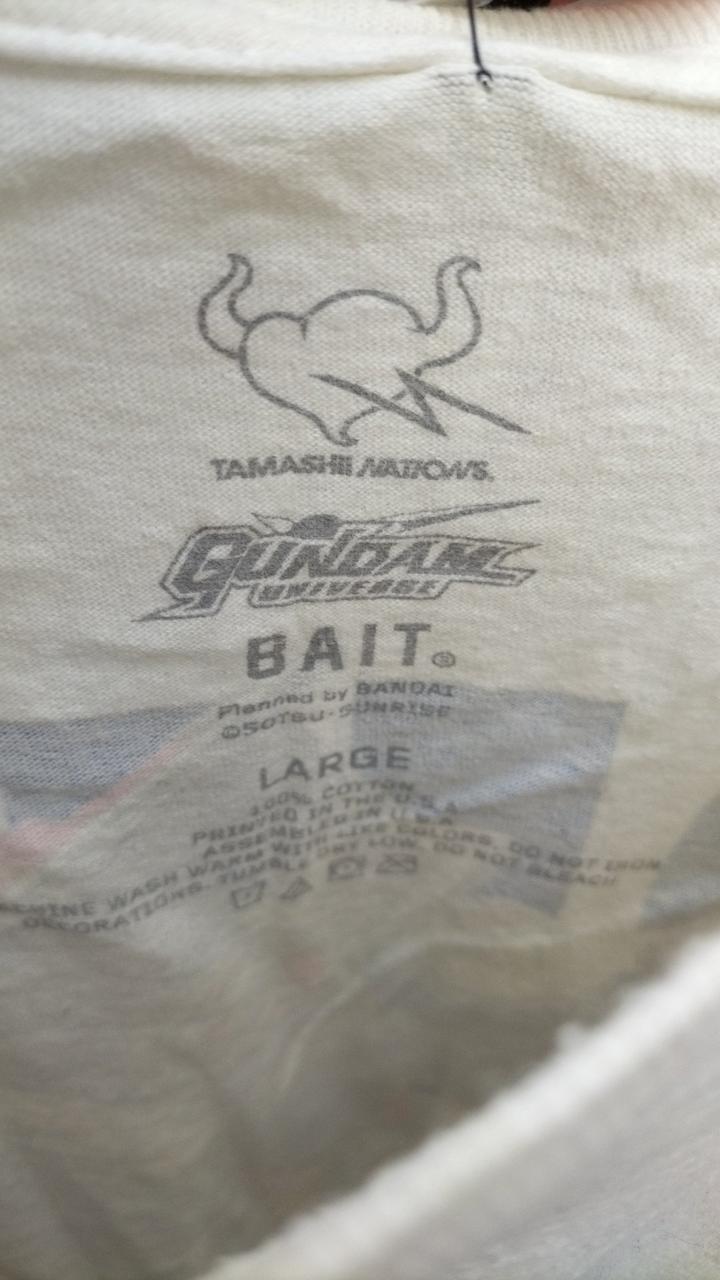 TAMASHII NATIONS.
GUNDAM
UNIVERSE
BAIT®
Planned by BANDAI
©SOTSU・SUNRISE
LARGE
100% COTTON
PRINTED IN THE U.S.A
ASSEMBLED IN U.S.A
MACHINE WASH WARM WITH LIKE COLORS. DO NOT IRON
DECORATIONS. TUMBLE DRY LOW. DO NOT BLEACH